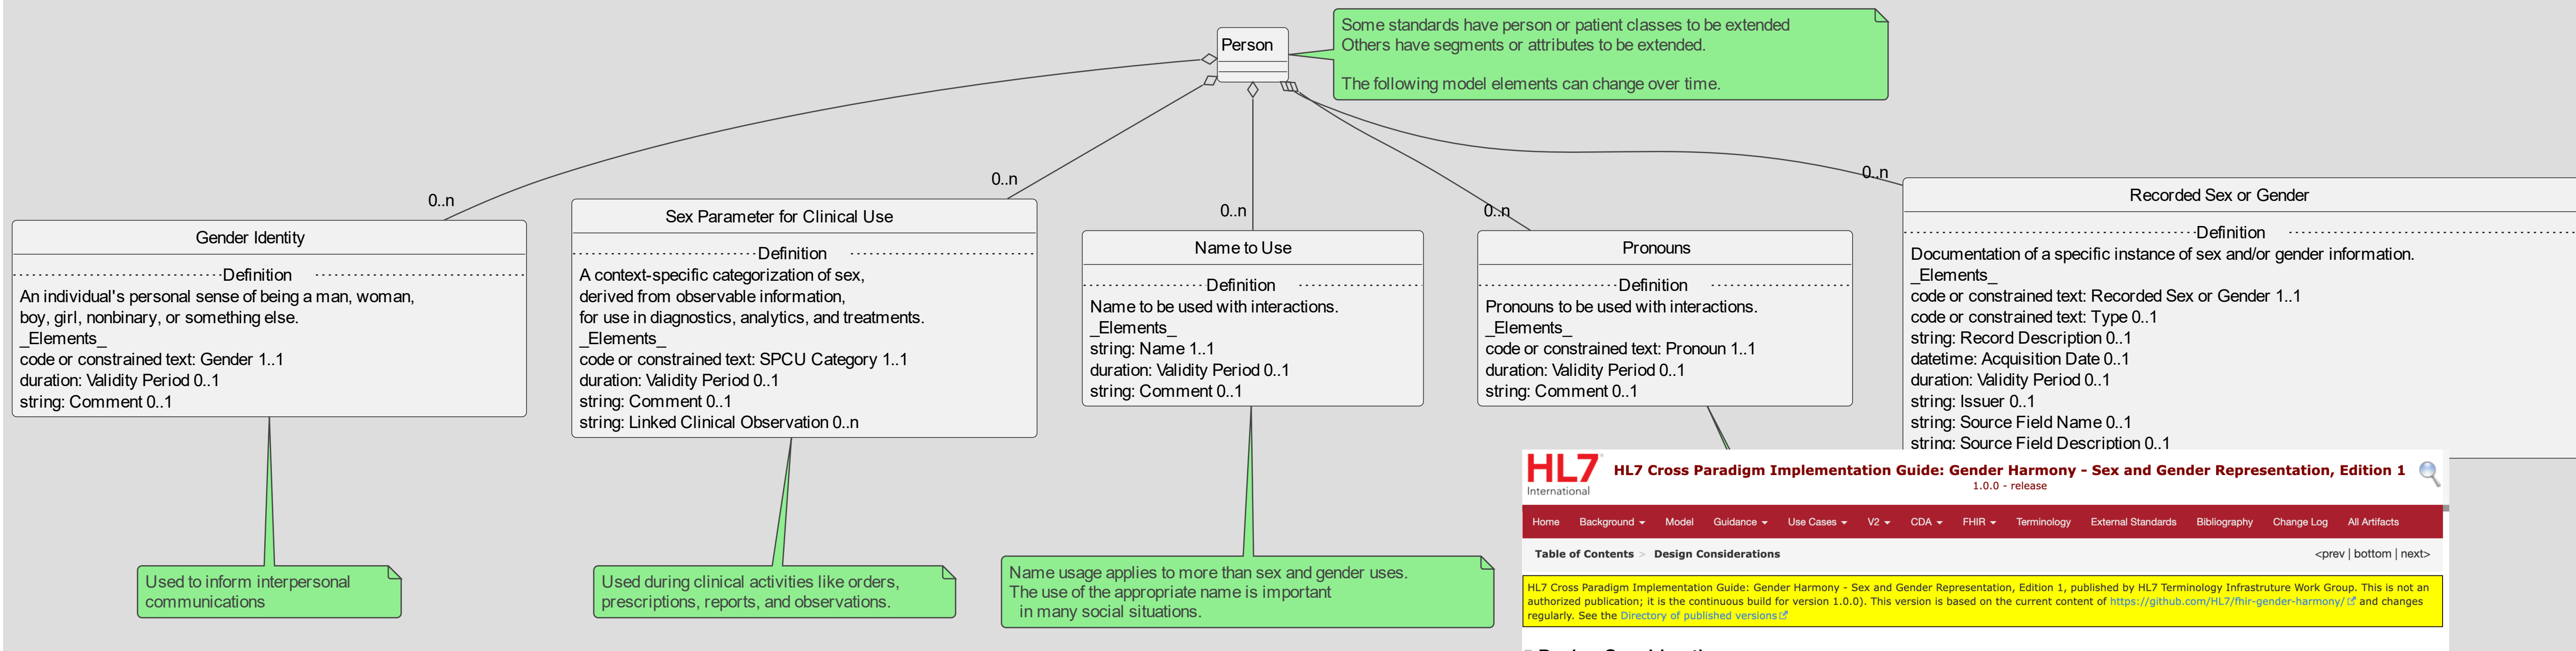 Person
Some standards have person or patient classes to be extended
Others have segments or attributes to be extended.
The following model elements can change over time.
0..n
0..n
0..n
0..n
0..n
Gender Identity
Definition
An individual's personal sense of being a man, woman,
boy, girl, nonbinary, or something else.
_Elements_
code or constrained text: Gender 1..1
duration: Validity Period 0..1
string: Comment 0..1
Sex Parameter for Clinical Use
Definition
A context-specific categorization of sex,
derived from observable information,
for use in diagnostics, analytics, and treatments.
_Elements_
code or constrained text: SPCU Category 1..1
duration: Validity Period 0..1
string: Comment 0..1
string: Linked Clinical Observation 0..n
Name to Use
Definition
Name to be used with interactions.
_Elements_
string: Name 1..1
duration: Validity Period 0..1
string: Comment 0..1
Pronouns
Definition
Pronouns to be used with interactions.
_Elements_
code or constrained text: Pronoun 1..1
duration: Validity Period 0..1
string: Comment 0..1
Recorded Sex or Gender
Definition
Documentation of a specific instance of sex and/or gender information.
_Elements_
code or constrained text: Recorded Sex or Gender 1..1
code or constrained text: Type 0..1
string: Record Description 0..1
datetime: Acquisition Date 0..1
duration: Validity Period 0..1
string: Issuer 0..1
string: Source Field Name 0..1
string: Source Field Description 0..1
Used to inform interpersonal
communications
Used during clinical activities like orders,
prescriptions, reports, and observations.
Name usage applies to more than sex and gender uses.
The use of the appropriate name is important
in many social situations.
HL7
International
HL7 Cross Paradigm Implementation Guide: Gender Harmony - Sex and Gender Representation, Edition 1
1.0.0 - release
Home Background Model Guidance Use Cases V2 CDA FHIR Terminology External Standards Bibliography Change Log All Artifacts
Table of Contents > Design Considerations <prev | bottom | next>
HL7 Cross Paradigm Implementation Guide: Gender Harmony - Sex and Gender Representation, Edition 1, published by HL7 Terminology Infrastruture Work Group. This is not an
authorized publication; it is the continuous build for version 1.0.0). This version is based on the current content of https://github.com/HL7/fhir-gender-harmony/ and changes
regularly. See the Directory of published versions